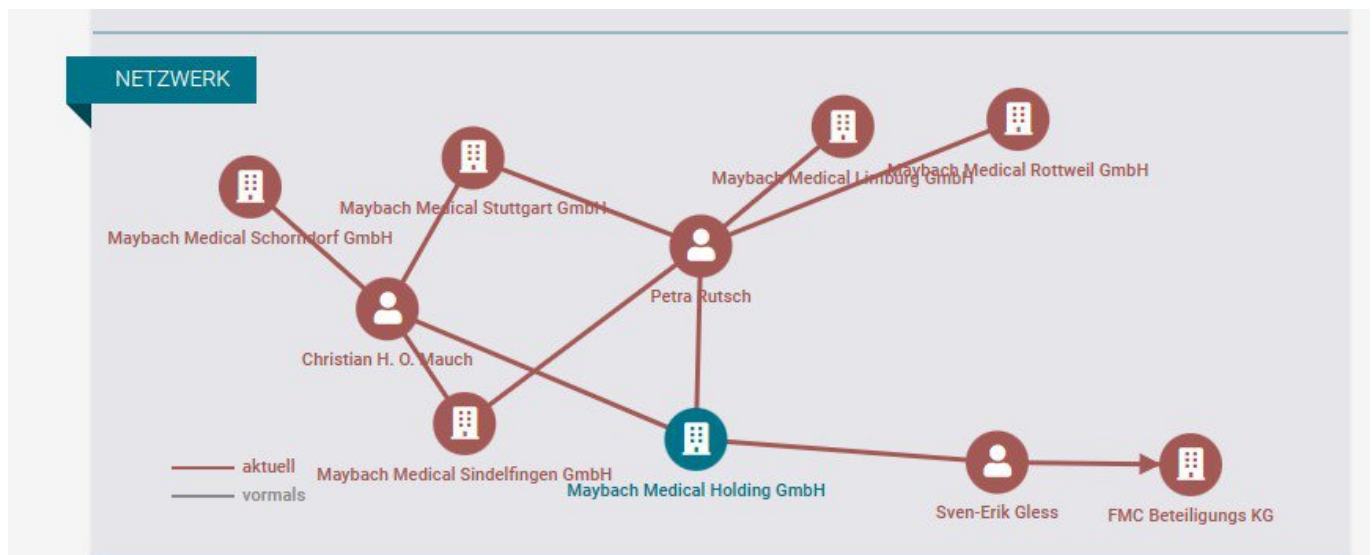 NETZWERK
Maybach Medical Limburg GmbH
Maybach Medical Rottweil GmbH
Maybach Medical Stuttgart GmbH
Maybach Medical Schorndorf GmbH
Petra Rutsch
Christian H. O. Mauch
aktuell
vormals
Maybach Medical Sindelfingen GmbH
Maybach Medical Holding GmbH
Sven-Erik Gless
FMC Beteiligungs KG